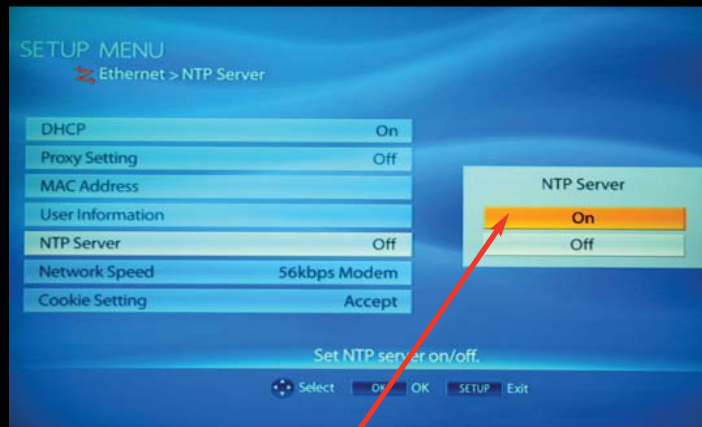 SETUP MENU
Ethernet > NTP Server
DHCP On
Proxy Setting Off
MAC Address
User Information
NTP Server Off
Network Speed 56kbps Modem
Cookie Setting Accept
NTP Server
On
Off
Set NTP server on/off.
Select OK OK SETUP Exit